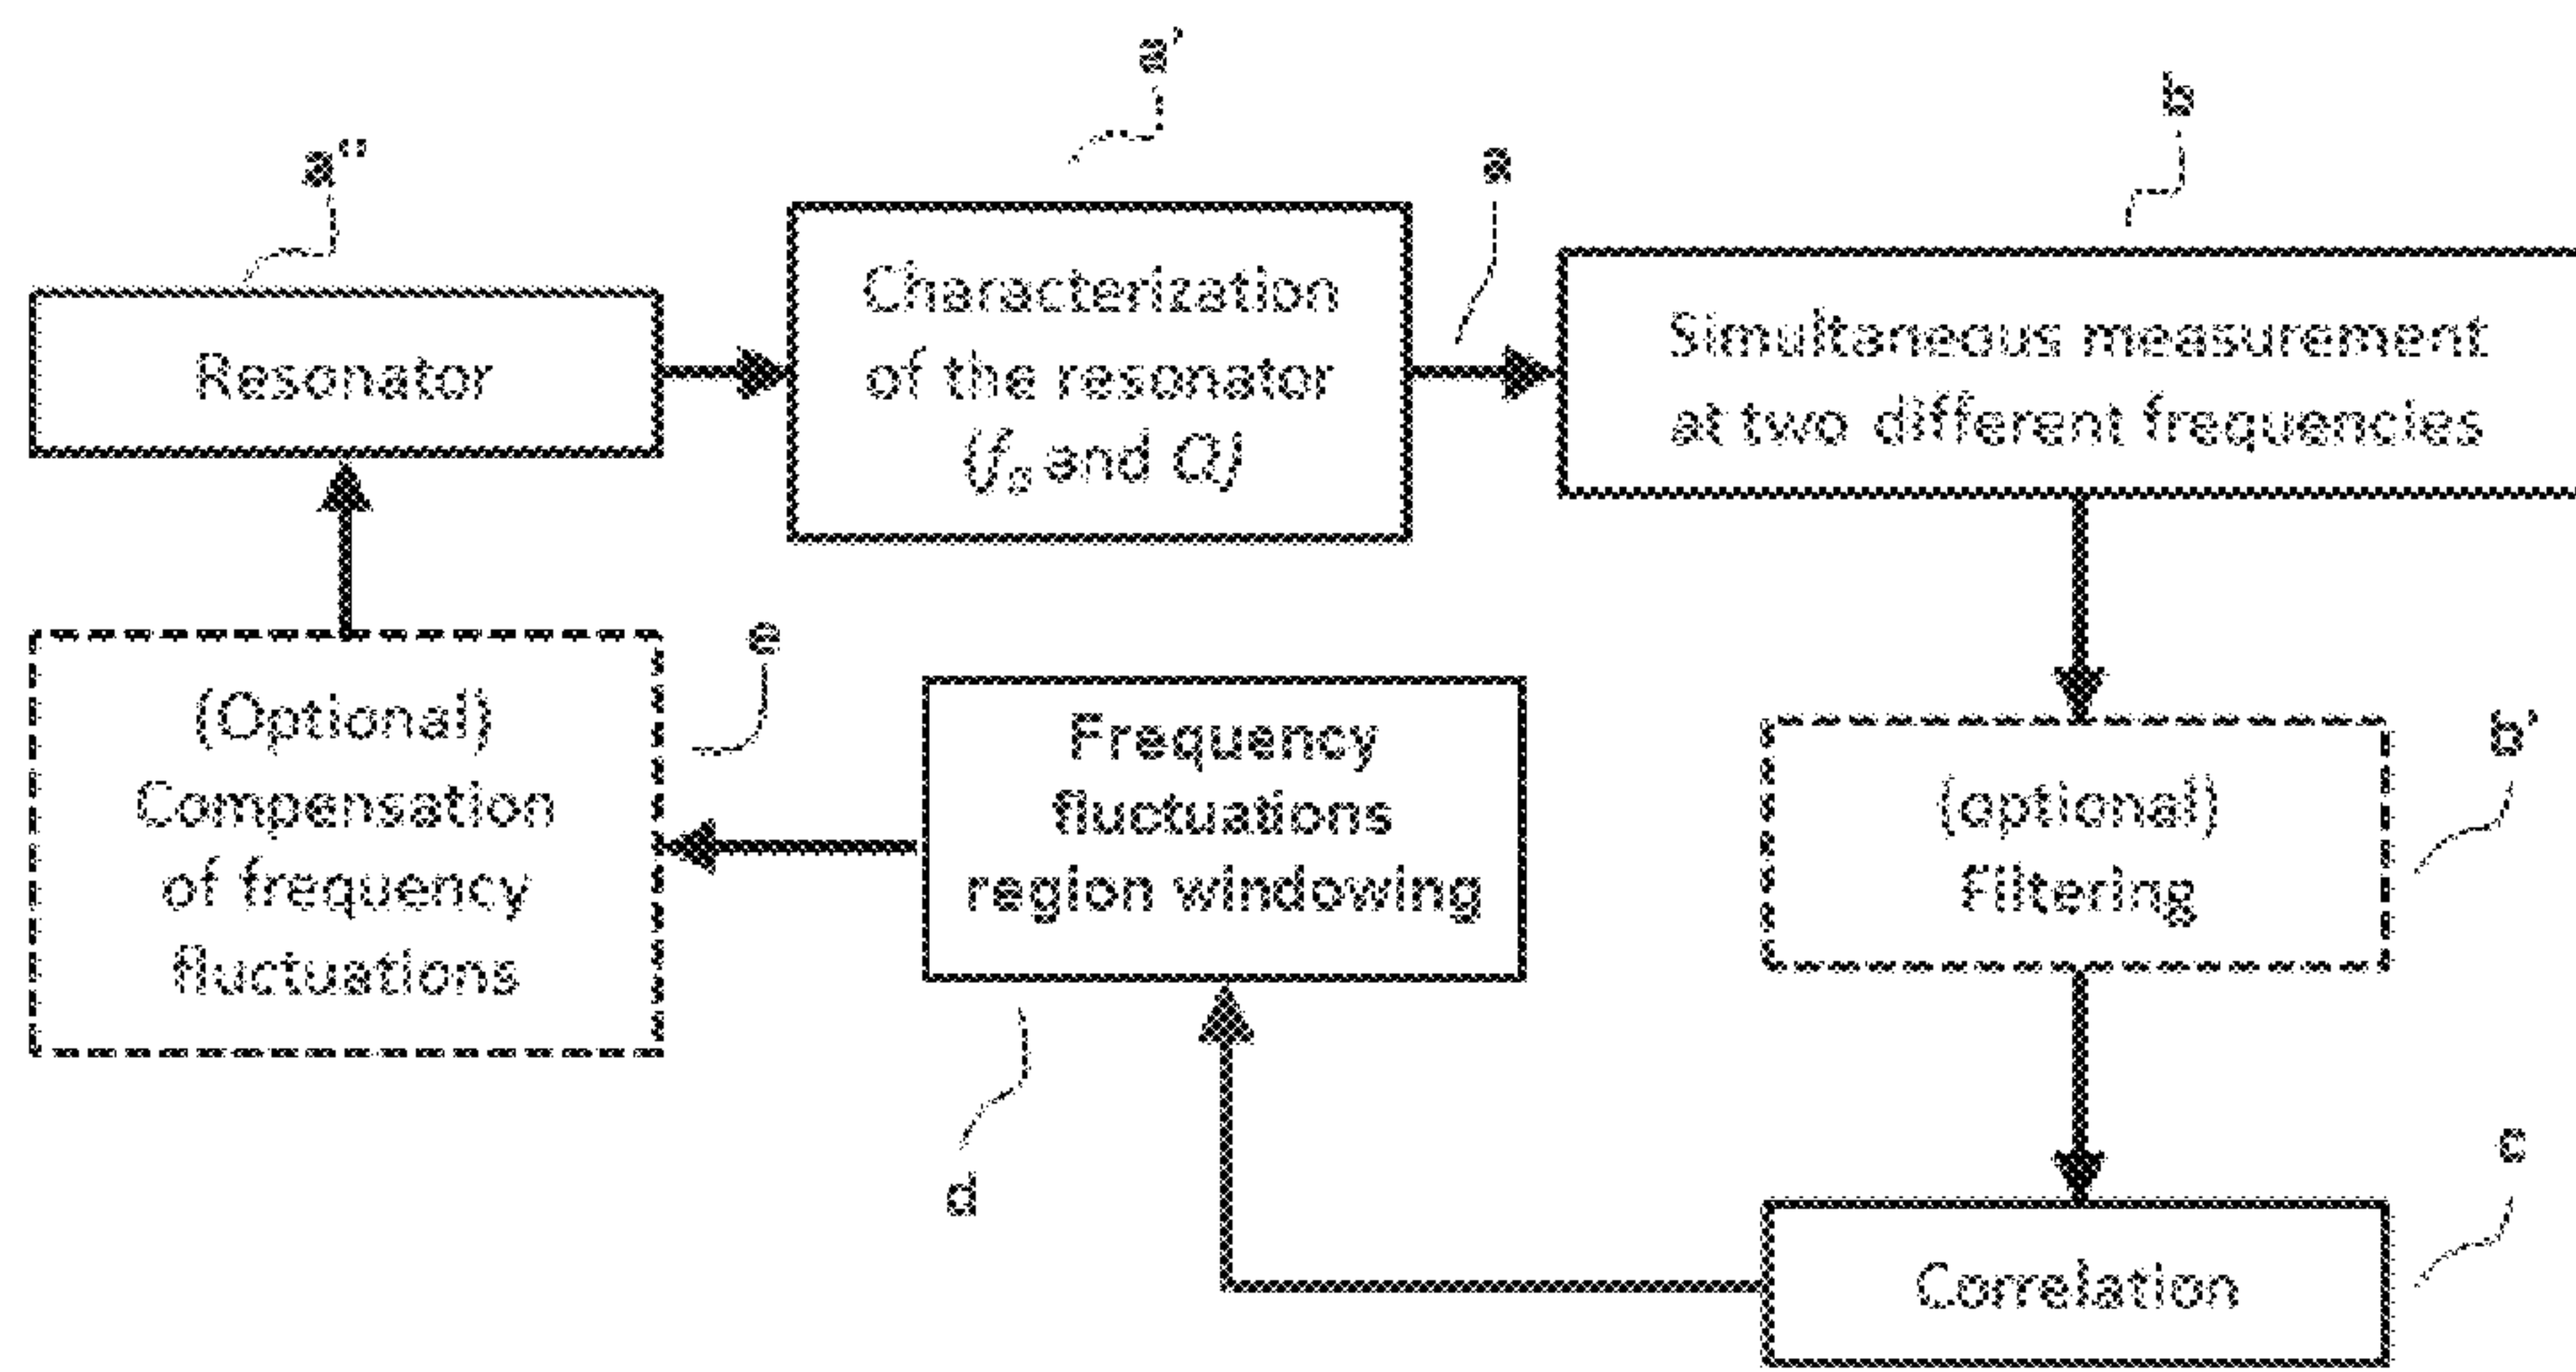 a'
b
a"
a
Resonator
Characterization
of the resonator
(f₀ and Q)
Simultaneous measurement
at two different frequencies
e
(Optional)
Compensation
of frequency
fluctuations
Frequency
fluctuations
region windowing
b'
(optional)
Filtering
d
c
Correlation